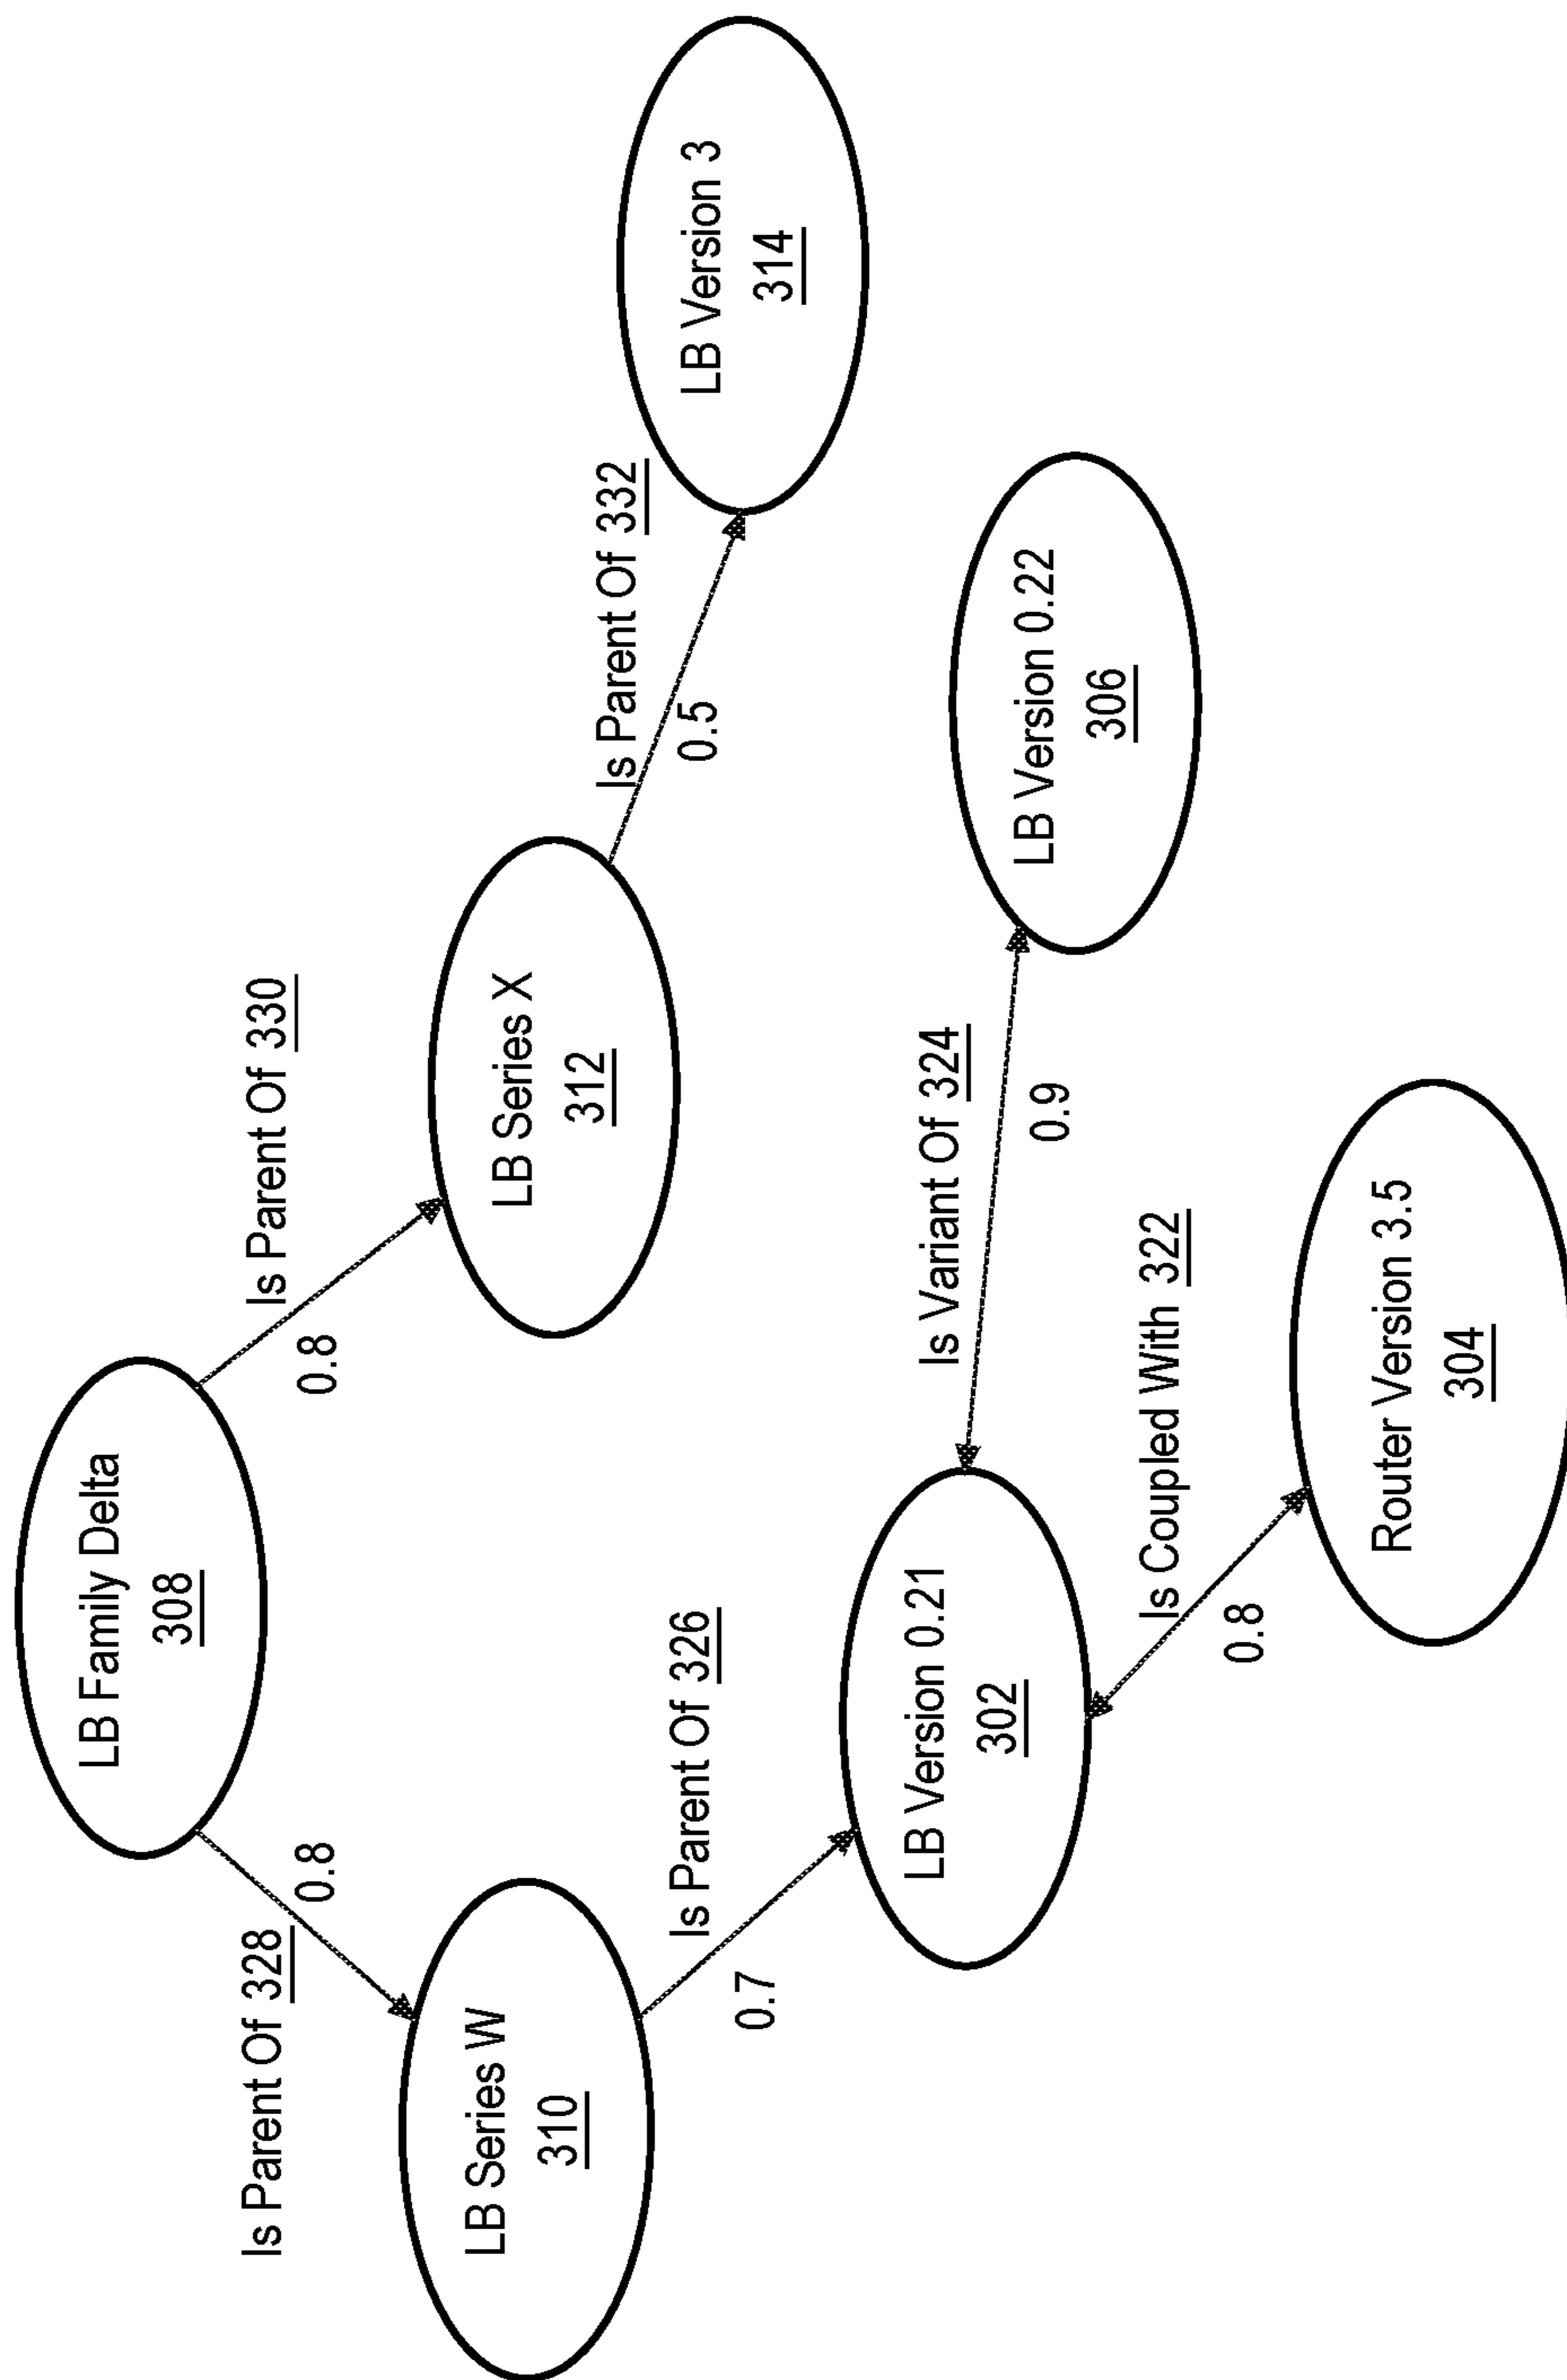 LB Family Delta
308
Is Parent Of 328
0.8
Is Parent Of 330
0.8
LB Series W
310
LB Series X
312
Is Parent Of 326
0.7
Is Parent Of 332
0.5
LB Version 3
314
LB Version 0.21
302
Is Variant Of 324
0.9
LB Version 0.22
306
Is Coupled With 322
0.8
Router Version 3.5
304